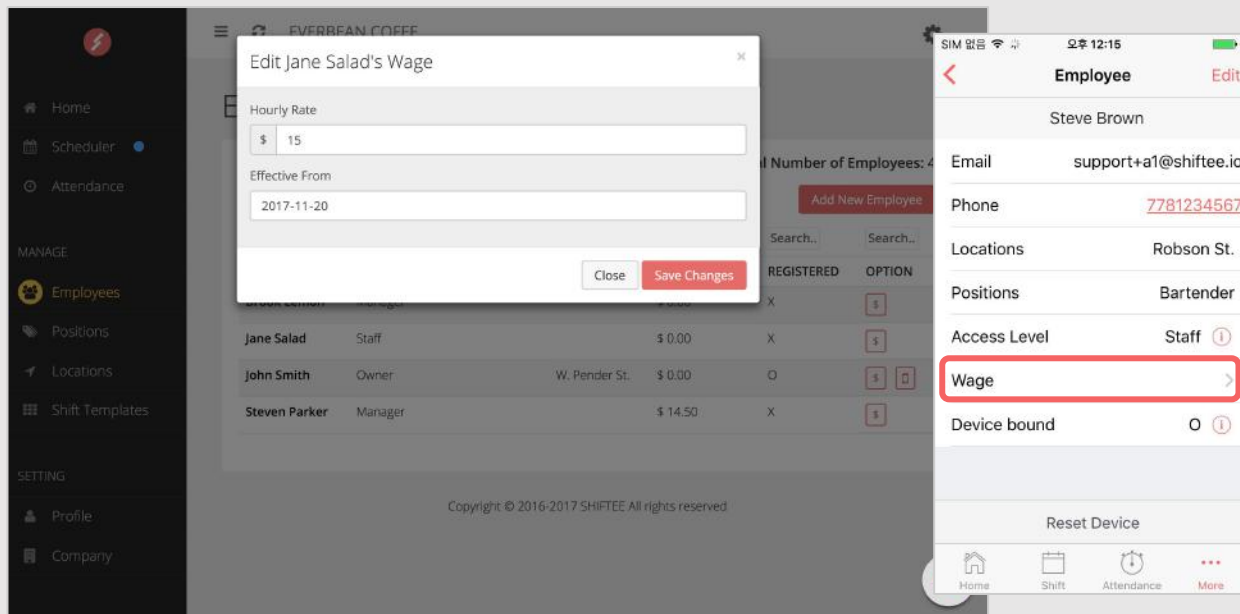 EVERBEAN COFFE
Home
Scheduler
Attendance
MANAGE
Employees
Positions
Locations
Shift Templates
SETTING
Profile
Company
Edit Jane Salad's Wage ×
Hourly Rate
$ 15
Effective From
2017-11-20
Close Save Changes
Number of Employees: 4
Add New Employee
Search.. Search..
REGISTERED OPTION
Brook Lemon Manager $ 0.00 X $
Jane Salad Staff $ 0.00 X $
John Smith Owner W. Pender St. $ 0.00 O $
Steven Parker Manager $ 14.50 X $
Copyright © 2016-2017 SHIFTEE All rights reserved
SIM 없음 오후 12:15
Employee Edit
Steve Brown
Email support+a1@shiftee.io
Phone 7781234567
Locations Robson St.
Positions Bartender
Access Level Staff i
Wage
Device bound O i
Reset Device
Home Shift Attendance More